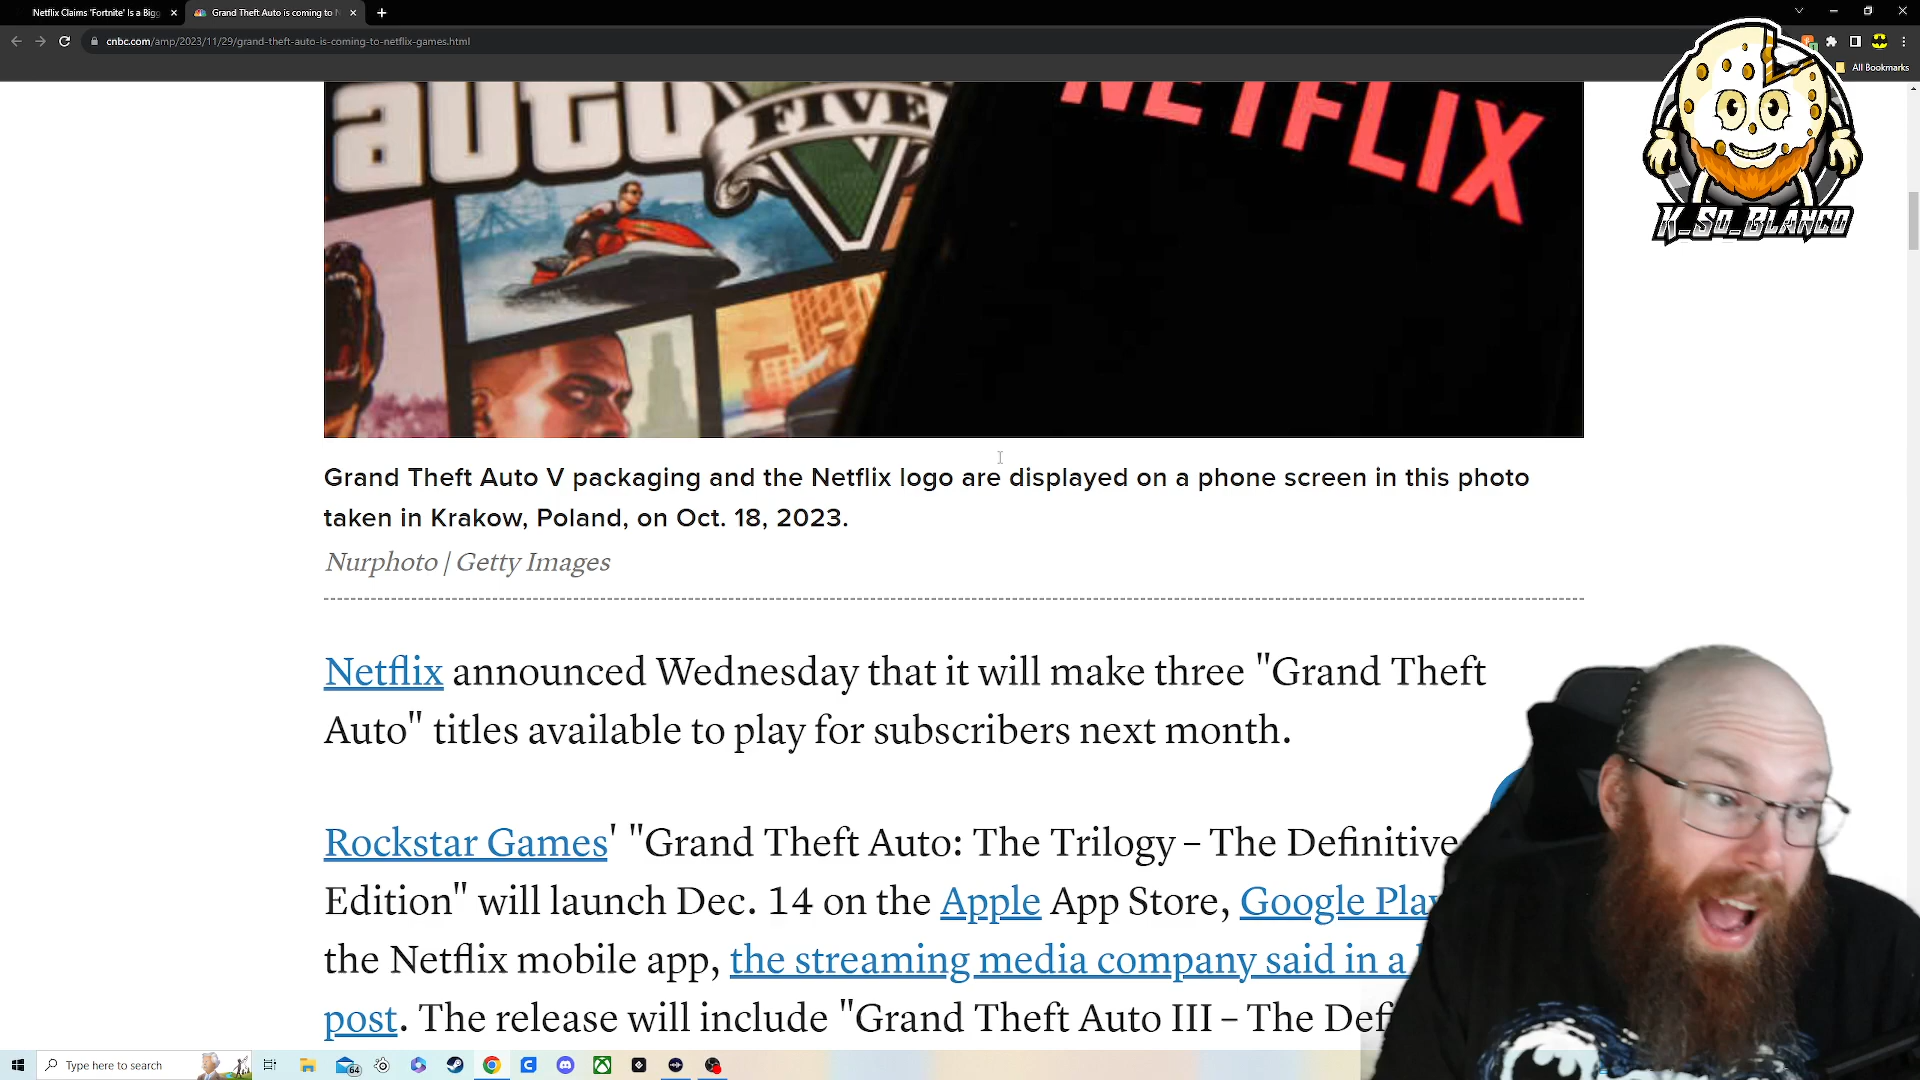 Netflix Claims 'Fortnite' Is a Bigg
Grand Theft Auto is coming to N
cnbc.com/amp/2023/11/29/grand-theft-auto-is-coming-to-netflix-games.html
All Bookmarks
auto
FIVE
V
NETFLIX
K_So_Blanco
Grand Theft Auto V packaging and the Netflix logo are displayed on a phone screen in this photo
taken in Krakow, Poland, on Oct. 18, 2023.
Nurphoto | Getty Images
Netflix announced Wednesday that it will make three "Grand Theft
Auto" titles available to play for subscribers next month.
Rockstar Games' "Grand Theft Auto: The Trilogy – The Definitive
Edition" will launch Dec. 14 on the Apple App Store, Google Play
the Netflix mobile app, the streaming media company said in a
post. The release will include "Grand Theft Auto III – The Defi
Type here to search
64